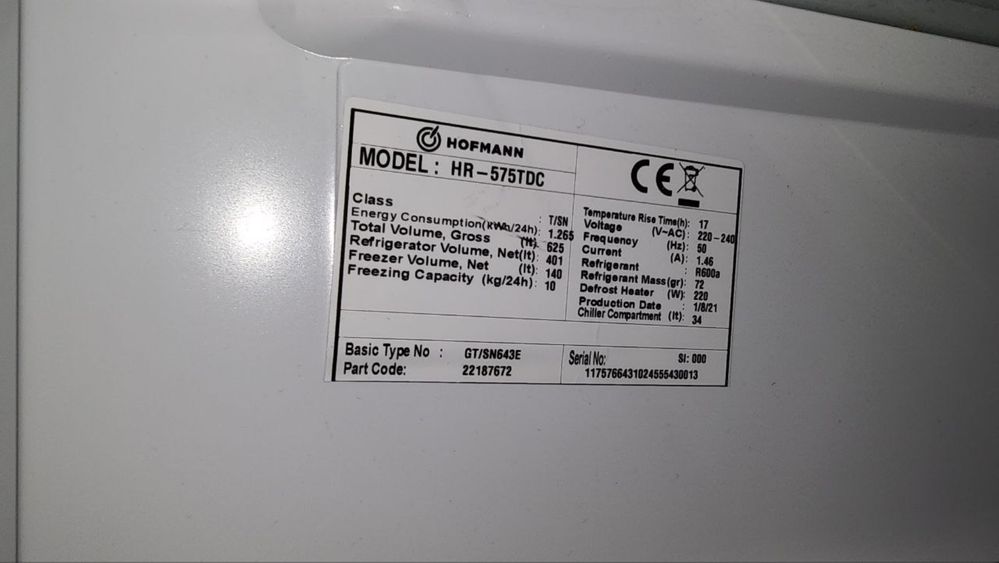 HOFMANN
MODEL: HR-575TDC
CE
Class : T/SN
Energy Consumption(kWh/24h): 1.265
Total Volume, Gross (lt): 625
Refrigerator Volume, Net(lt): 401
Freezer Volume, Net (lt): 140
Freezing Capacity (kg/24h): 10
Temperature Rise Time(h): 17
Voltage (V~AC): 220-240
Frequency (Hz): 50
Current (A): 1.46
Refrigerant : R600a
Refrigerant Mass(gr): 72
Defrost Heater (W): 220
Production Date : 1/8/21
Chiller Compartment (lt): 34
Basic Type No : GT/SN643E
Part Code: 22187672
Serial No: SI: 000
1175766431024555430013